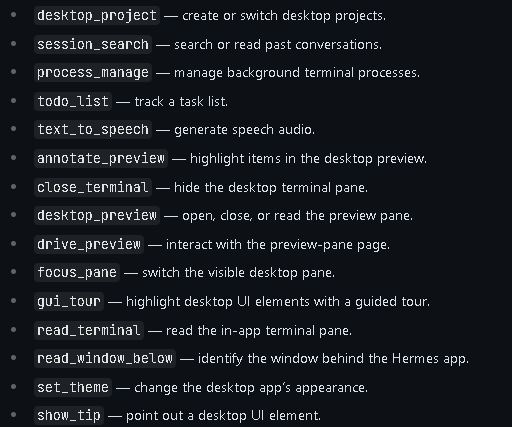 desktop_project — create or switch desktop projects.
session_search — search or read past conversations.
process_manage — manage background terminal processes.
todo_list — track a task list.
text_to_speech — generate speech audio.
annotate_preview — highlight items in the desktop preview.
close_terminal — hide the desktop terminal pane.
desktop_preview — open, close, or read the preview pane.
drive_preview — interact with the preview-pane page.
focus_pane — switch the visible desktop pane.
gui_tour — highlight desktop UI elements with a guided tour.
read_terminal — read the in-app terminal pane.
read_window_below — identify the window behind the Hermes app.
set_theme — change the desktop app's appearance.
show_tip — point out a desktop UI element.